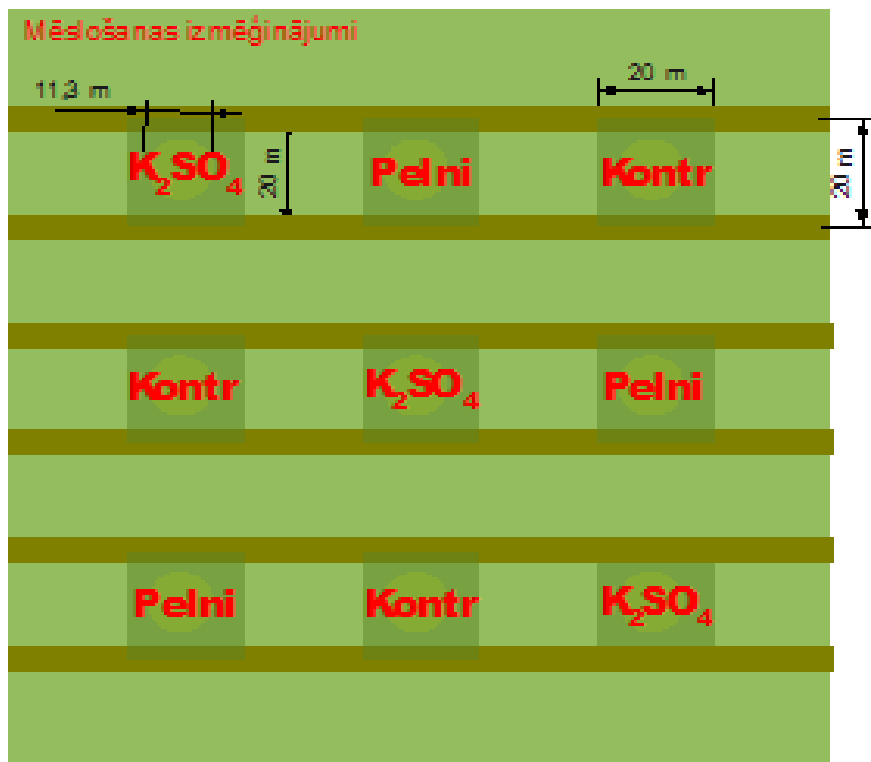 Mēslošanas izmēģinājumi
11,3 m
20 m
K₂SO₄
20 m
Pelni
Kontr
20 m
Kontr
K₂SO₄
Pelni
Pelni
Kontr
K₂SO₄